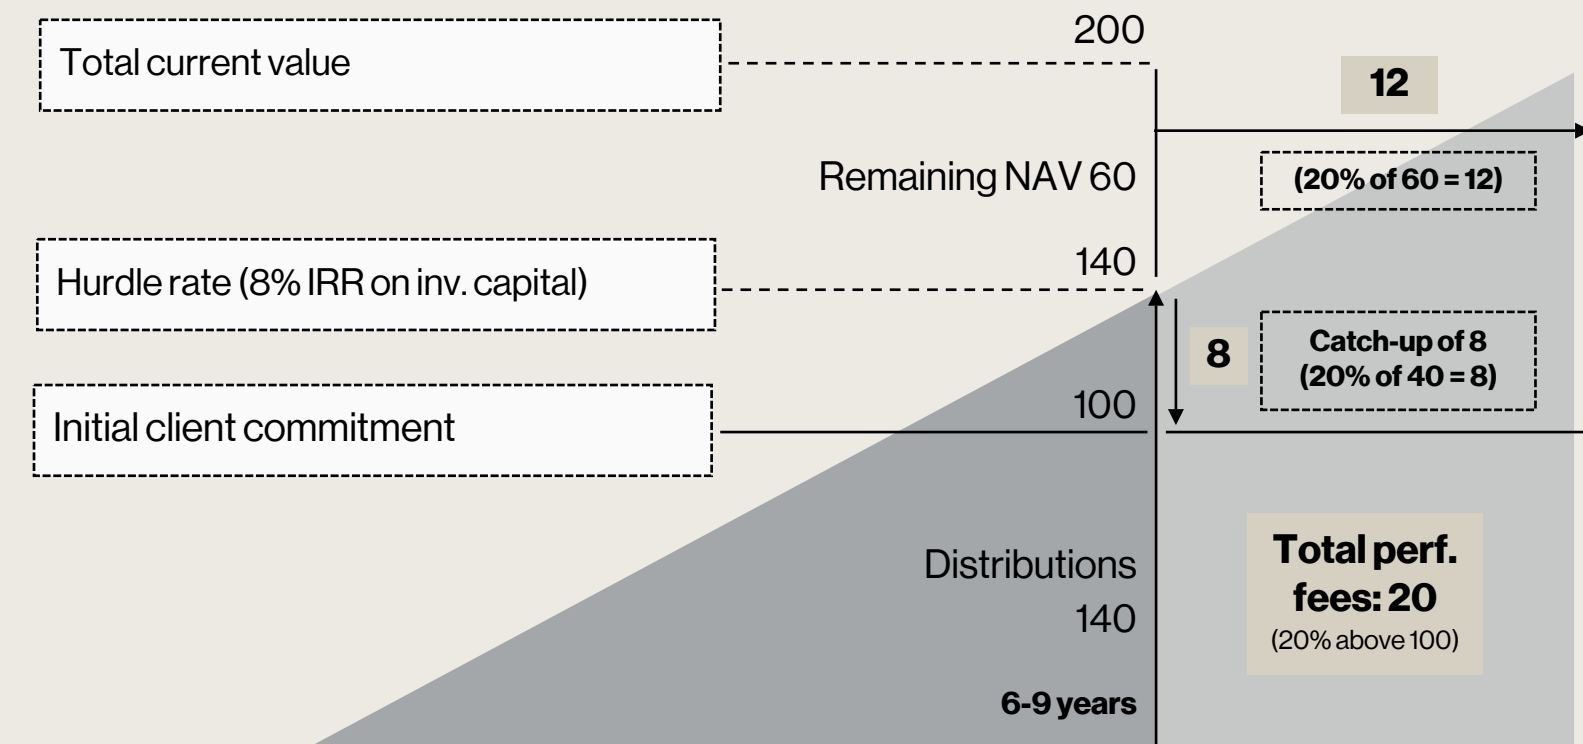 200
Total current value
12
Remaining NAV 60
(20% of 60 = 12)
140
Hurdle rate (8% IRR on inv. capital)
8
Catch-up of 8
(20% of 40 = 8)
100
Initial client commitment
Distributions
140
Total perf.
fees: 20
(20% above 100)
6-9 years